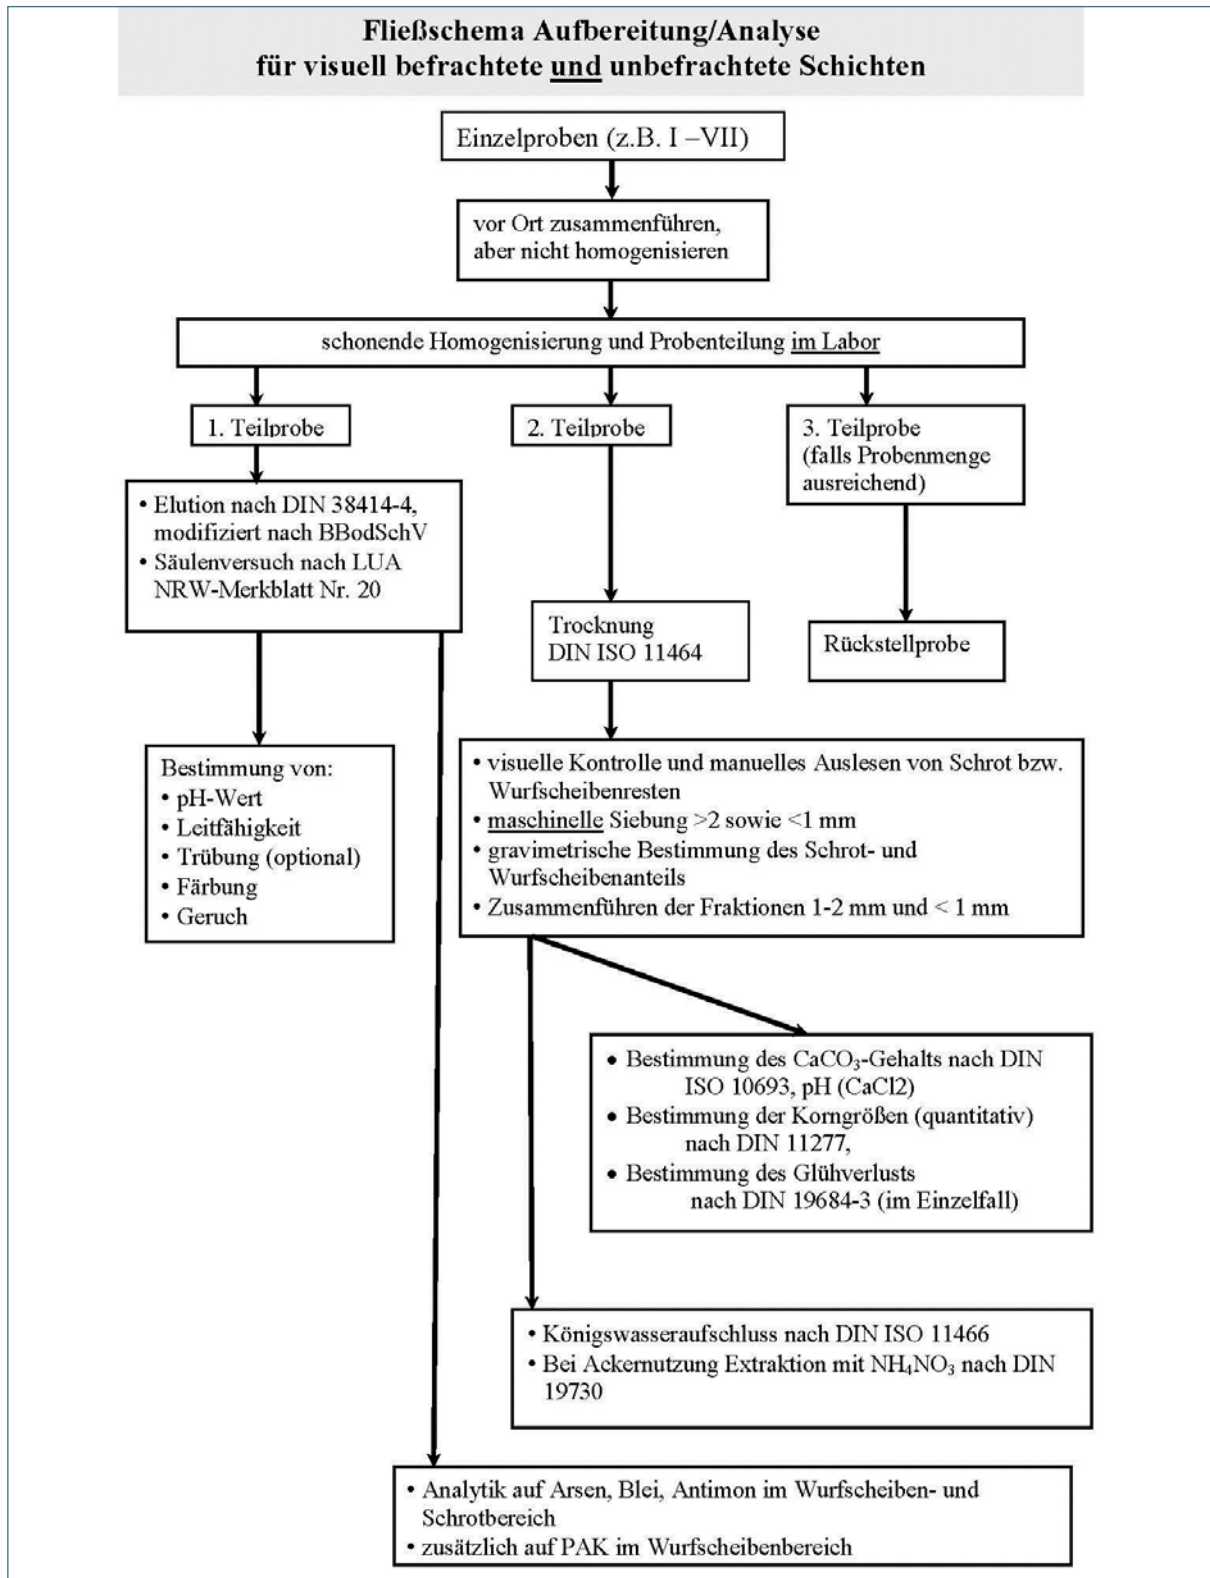 Fließschema Aufbereitung/Analyse
für visuell befrachtete und unbefrachtete Schichten
Einzelproben (z.B. I –VII)
vor Ort zusammenführen,
aber nicht homogenisieren
schonende Homogenisierung und Probenteilung im Labor
1. Teilprobe
2. Teilprobe
3. Teilprobe
(falls Probenmenge
ausreichend)
• Elution nach DIN 38414-4,
modifiziert nach BBodSchV
• Säulenversuch nach LUA
NRW-Merkblatt Nr. 20
Trocknung
DIN ISO 11464
Rückstellprobe
Bestimmung von:
• pH-Wert
• Leitfähigkeit
• Trübung (optional)
• Färbung
• Geruch
• visuelle Kontrolle und manuelles Auslesen von Schrot bzw.
Wurfscheibenresten
• maschinelle Siebung >2 sowie <1 mm
• gravimetrische Bestimmung des Schrot- und
Wurfscheibenanteils
• Zusammenführen der Fraktionen 1-2 mm und < 1 mm
• Bestimmung des CaCO₃-Gehalts nach DIN
ISO 10693, pH (CaCl2)
• Bestimmung der Korngrößen (quantitativ)
nach DIN 11277,
• Bestimmung des Glühverlusts
nach DIN 19684-3 (im Einzelfall)
• Königswasseraufschluss nach DIN ISO 11466
• Bei Ackernutzung Extraktion mit NH₄NO₃ nach DIN
19730
• Analytik auf Arsen, Blei, Antimon im Wurfscheiben- und
Schrotbereich
• zusätzlich auf PAK im Wurfscheibenbereich